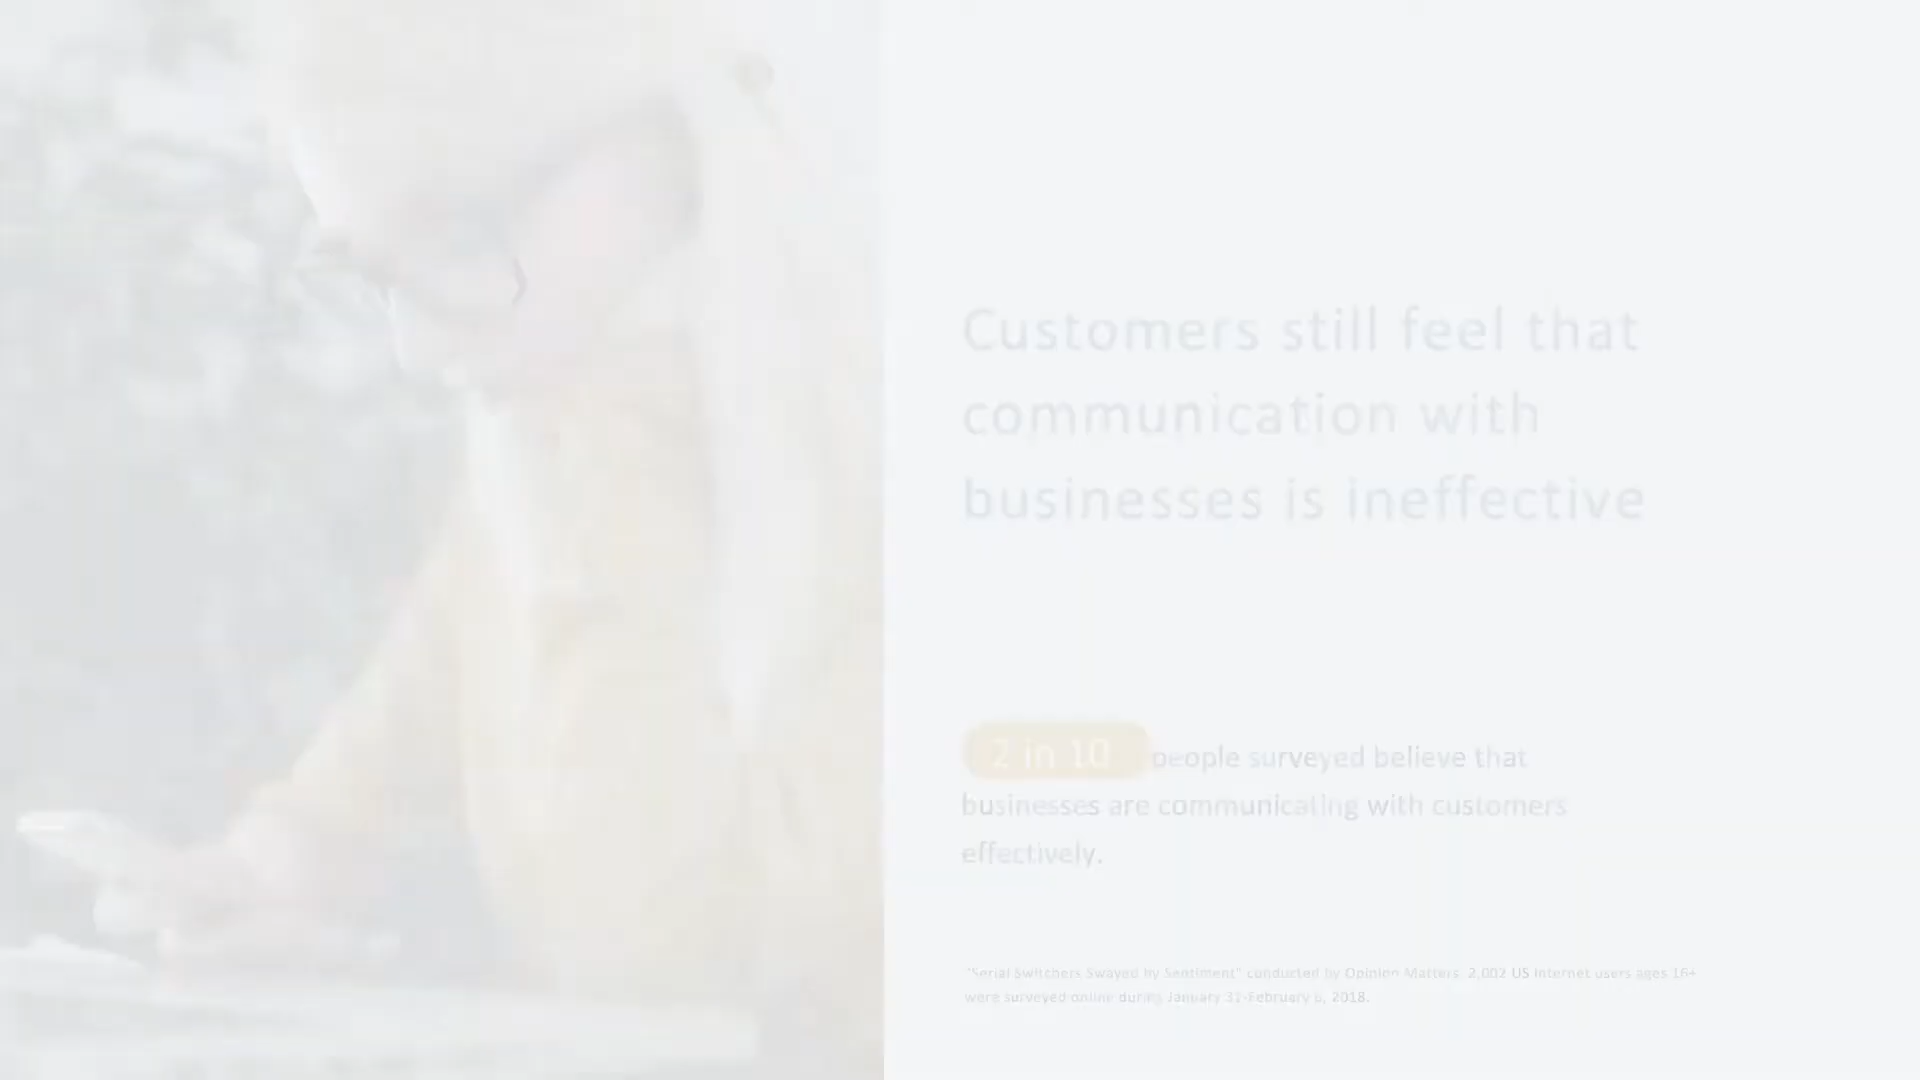 Customers still feel that
communication with
businesses is ineffective
2 in 10 people surveyed believe that
businesses are communicating with customers
effectively.
"Serial Switchers Swayed by Sentiment" conducted by Opinion Matters. 2,002 US internet users ages 16+
were surveyed online during January 31-February 6, 2018.